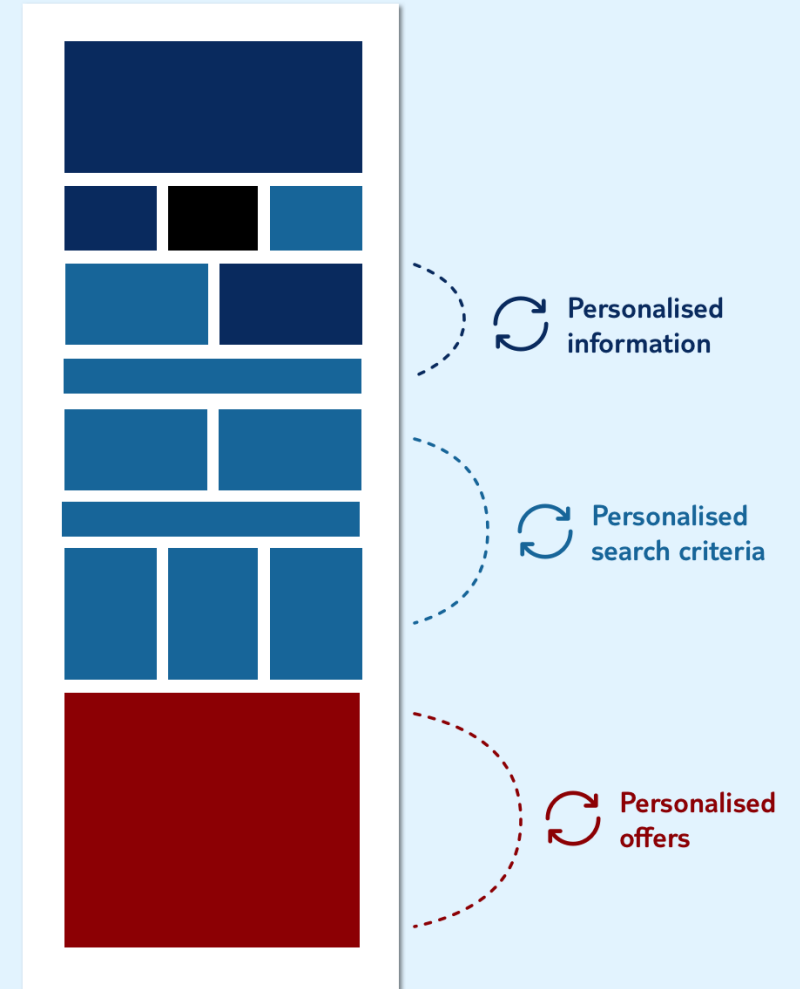 Personalised
information
Personalised
search criteria
Personalised
offers